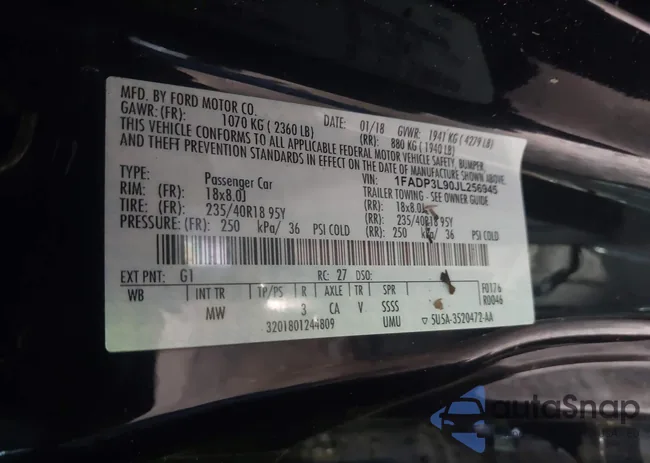 MFD. BY FORD MOTOR CO.
DATE: 01/18 GVWR: 1941 KG ( 4279 LB)
GAWR: (FR): 1070 KG ( 2360 LB) (RR): 880 KG ( 1940 LB)
THIS VEHICLE CONFORMS TO ALL APPLICABLE FEDERAL MOTOR VEHICLE SAFETY, BUMPER,
AND THEFT PREVENTION STANDARDS IN EFFECT ON THE DATE OF MANUFACTURE SHOWN ABOVE.
VIN: 1FADP3L90JL256945
TYPE: Passenger Car TRAILER TOWING - SEE OWNER GUIDE
RIM: (FR) 18x8.0J (RR) 18x8.0J
TIRE: (FR) 235/40R18 95Y (RR) 235/40R18 95Y
PRESSURE: (FR) 250 kPa/ 36 PSI COLD (RR) 250 kPa/ 36 PSI COLD
EXT PNT: G1 RC: 27 DSO:
WB INT TR TP/PS R AXLE TR SPR F0176
MW 3 CA V SSSS R0046
3201801244809 UMU ▽ 5U5A-3520472-AA
autoSnap